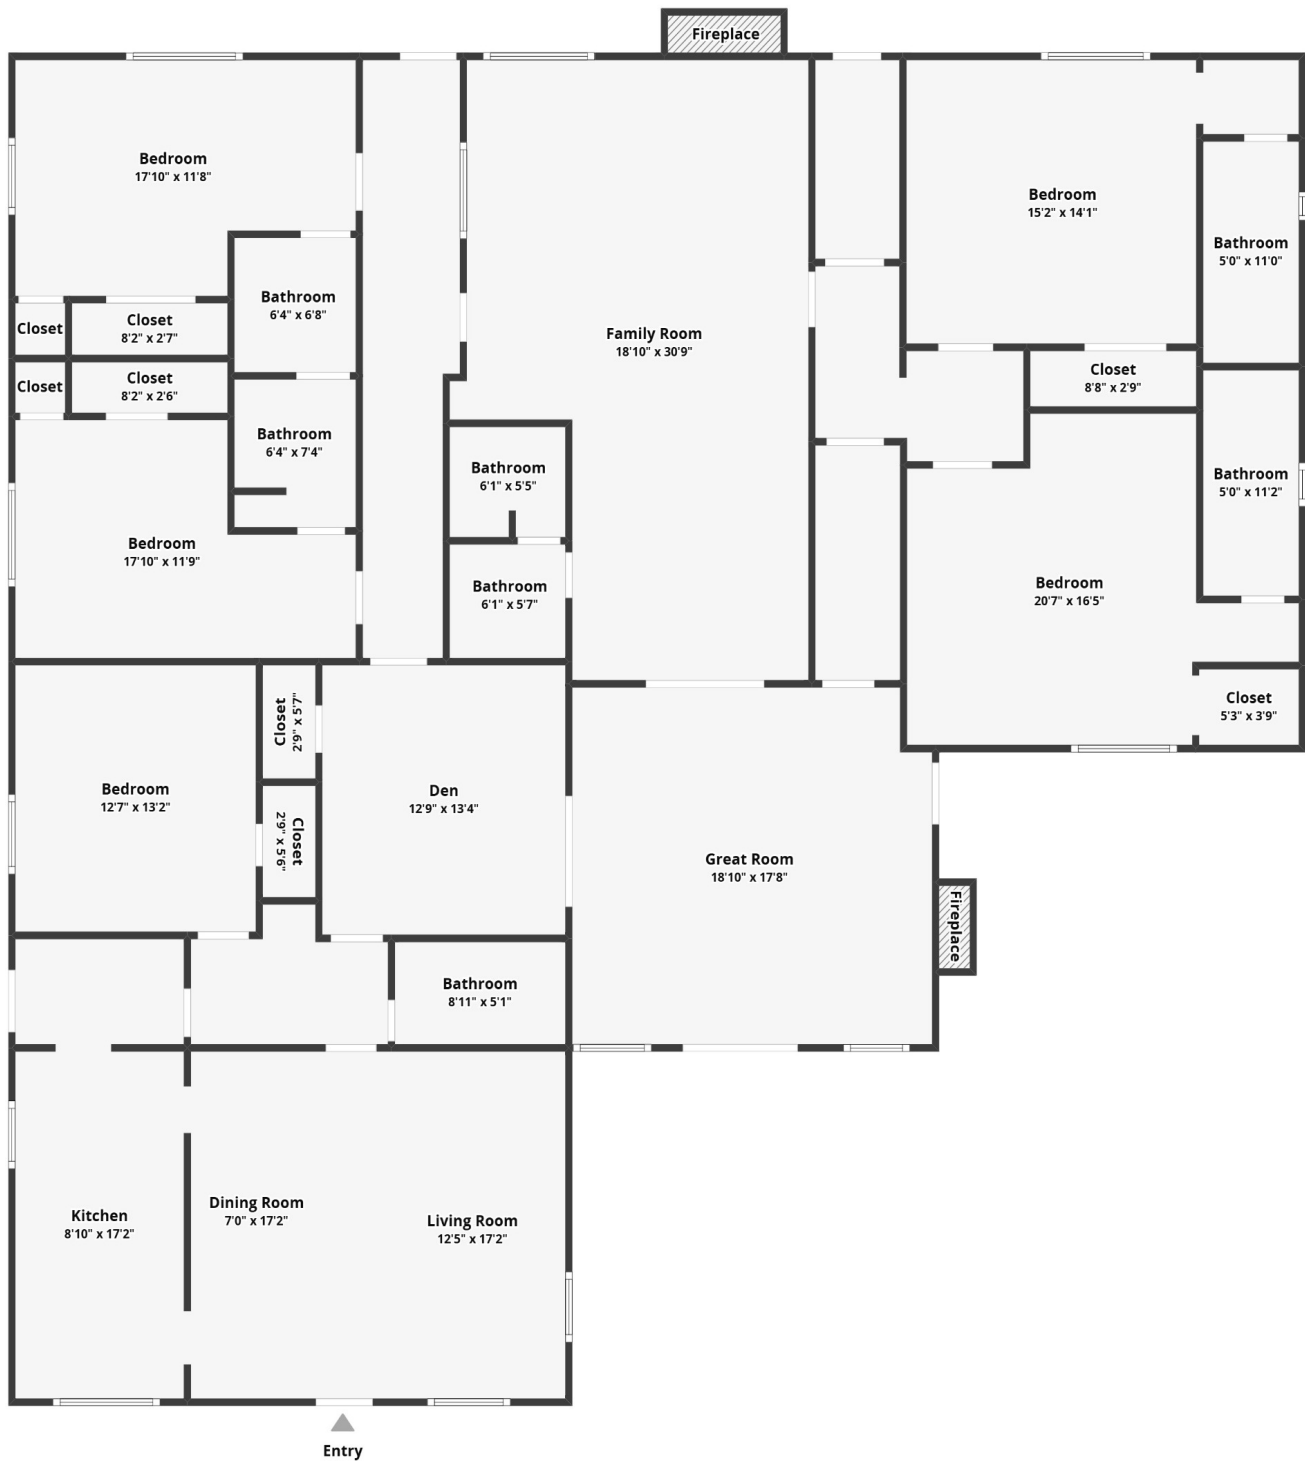 Fireplace
Bedroom
17'10" x 11'8"
Bedroom
15'2" x 14'1"
Bathroom
5'0" x 11'0"
Bathroom
6'4" x 6'8"
Closet
Closet
8'2" x 2'7"
Family Room
18'10" x 30'9"
Closet
Closet
8'2" x 2'6"
Closet
8'8" x 2'9"
Bathroom
6'4" x 7'4"
Bathroom
6'1" x 5'5"
Bathroom
5'0" x 11'2"
Bedroom
17'10" x 11'9"
Bathroom
6'1" x 5'7"
Bedroom
20'7" x 16'5"
Closet
2'9" x 5'7"
Closet
5'3" x 3'9"
Bedroom
12'7" x 13'2"
Den
12'9" x 13'4"
Closet
2'9" x 5'6"
Great Room
18'10" x 17'8"
Fireplace
Bathroom
8'11" x 5'1"
Kitchen
8'10" x 17'2"
Dining Room
7'0" x 17'2"
Living Room
12'5" x 17'2"
Entry